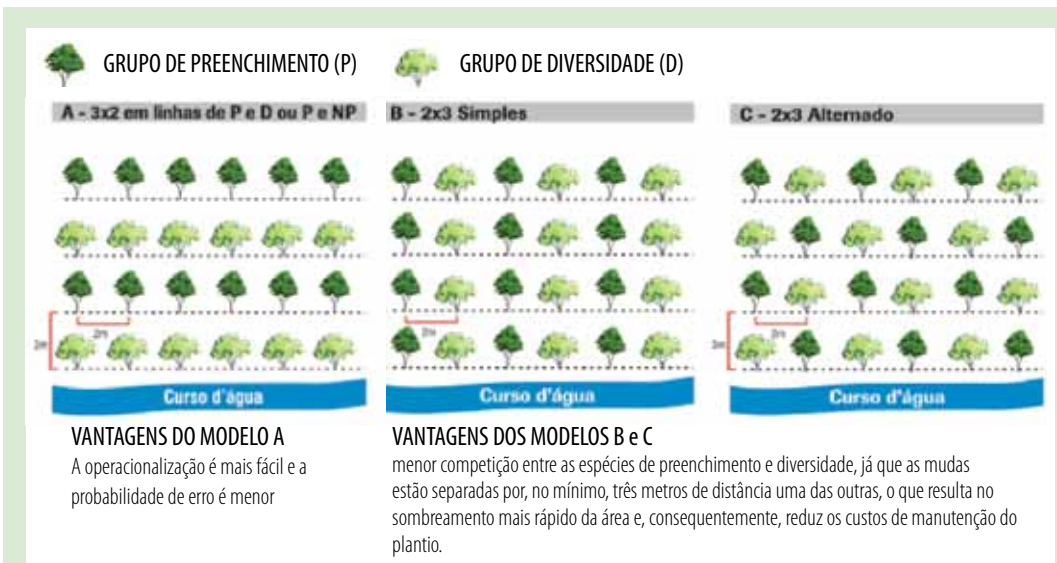 GRUPO DE PREENCHIMENTO (P)
GRUPO DE DIVERSIDADE (D)
A - 3x2 em linhas de P e D ou P e NP
B - 2x3 Simples
C - 2x3 Alternado
2m
2m
2m
Curso d'água
Curso d'água
Curso d'água
VANTAGENS DO MODELO A
A operacionalização é mais fácil e a
probabilidade de erro é menor
VANTAGENS DOS MODELOS B e C
menor competição entre as espécies de preenchimento e diversidade, já que as mudas
estão separadas por, no mínimo, três metros de distância uma das outras, o que resulta no
sombreamento mais rápido da área e, consequentemente, reduz os custos de manutenção do
plantio.